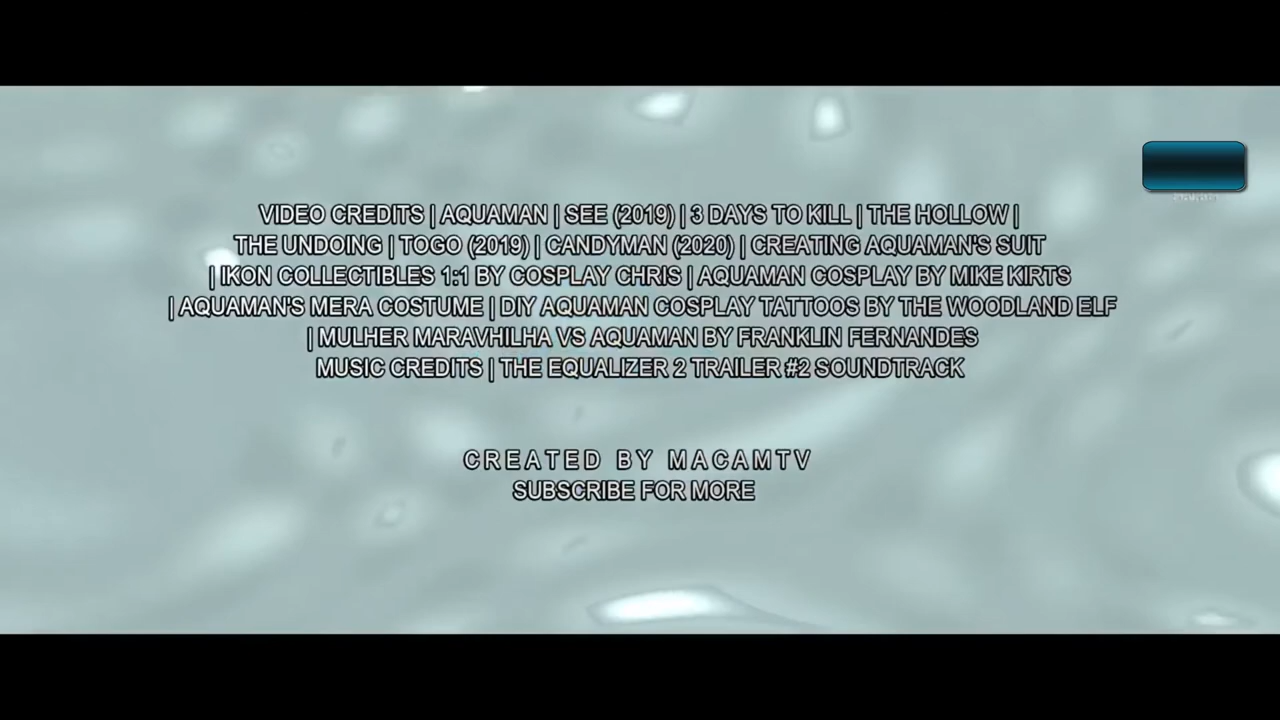 VIDEO CREDITS | AQUAMAN | SEE (2019) | 3 DAYS TO KILL | THE HOLLOW |
THE UNDOING | TOGO (2019) | CANDYMAN (2020) | CREATING AQUAMAN'S SUIT
| IKON COLLECTIBLES 1:1 BY COSPLAY CHRIS | AQUAMAN COSPLAY BY MIKE KIRTS
| AQUAMAN'S MERA COSTUME | DIY AQUAMAN COSPLAY TATTOOS BY THE WOODLAND ELF
| MULHER MARAVHILHA VS AQUAMAN BY FRANKLIN FERNANDES
MUSIC CREDITS | THE EQUALIZER 2 TRAILER #2 SOUNDTRACK
CREATED BY MACAMTV
SUBSCRIBE FOR MORE